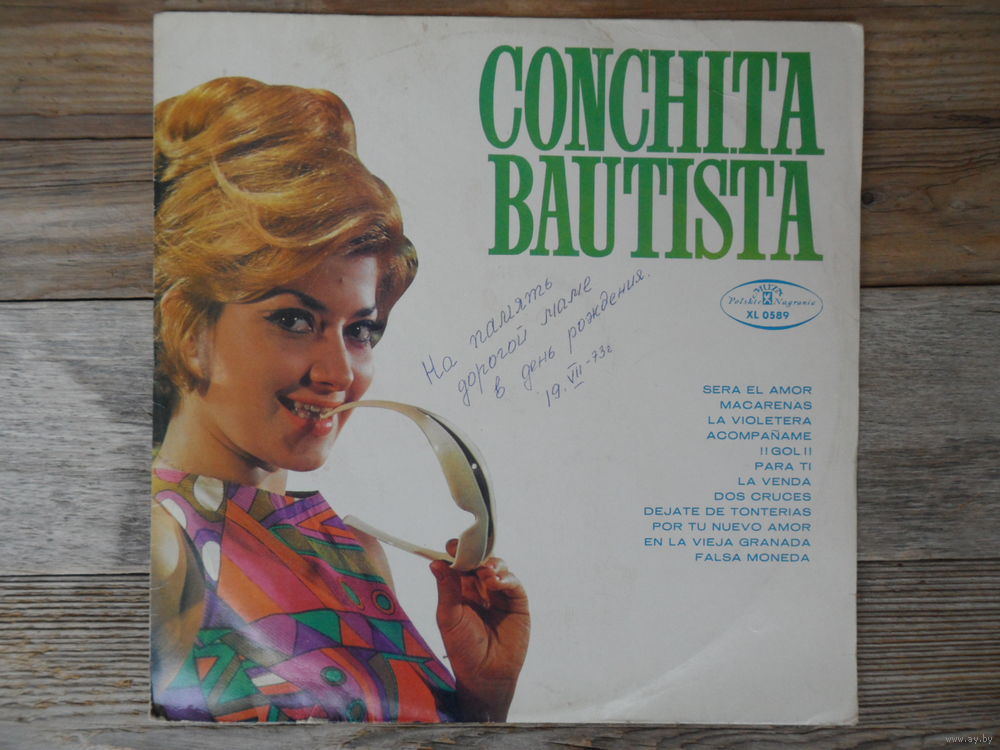 CONCHITA
BAUTISTA
На память
дорогой маме
в день рождения.
19.VII-73г
MUZA
Polskie Nagrania
XL 0589
SERA EL AMOR
MACARENAS
LA VIOLETERA
ACOMPAÑAME
!! GOL !!
PARA TI
LA VENDA
DOS CRUCES
DEJATE DE TONTERIAS
POR TU NUEVO AMOR
EN LA VIEJA GRANADA
FALSA MONEDA
www.ay.by